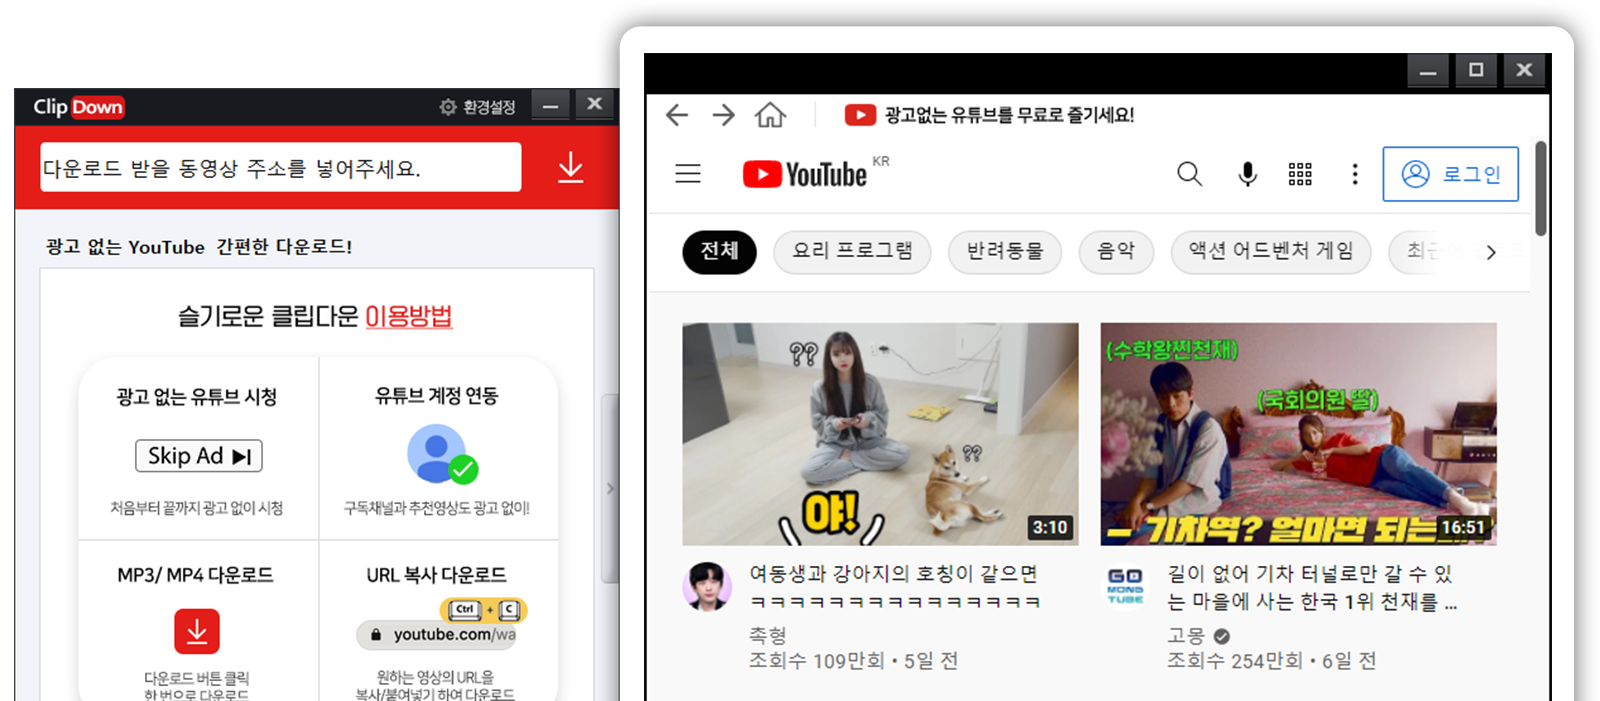 Clip Down
환경설정
다운로드 받을 동영상 주소를 넣어주세요.
광고 없는 YouTube 간편한 다운로드!
슬기로운 클립다운 이용방법
광고 없는 유튜브 시청
Skip Ad
처음부터 끝까지 광고 없이 시청
유튜브 계정 연동
구독채널과 추천영상도 광고 없이!
MP3/ MP4 다운로드
다운로드 버튼 클릭
한 번으로 다운로드
URL 복사 다운로드
Ctrl + C
youtube.com/wa
원하는 영상의 URL을
복사/붙여넣기 하여 다운로드
광고없는 유튜브를 무료로 즐기세요!
YouTube KR
로그인
전체
요리 프로그램
반려동물
음악
액션 어드벤처 게임
최근에
??
??
야!
3:10
여동생과 강아지의 호칭이 같으면
ㅋㅋㅋㅋㅋㅋㅋㅋㅋㅋㅋㅋㅋㅋㅋ
촉형
조회수 109만회 • 5일 전
(수학왕찐천재)
(국회의원 딸)
- 기차역? 얼마면 되는
16:51
GO
MONG
TUBE
길이 없어 기차 터널로만 갈 수 있
는 마을에 사는 한국 1위 천재를 ...
고몽
조회수 254만회 • 6일 전